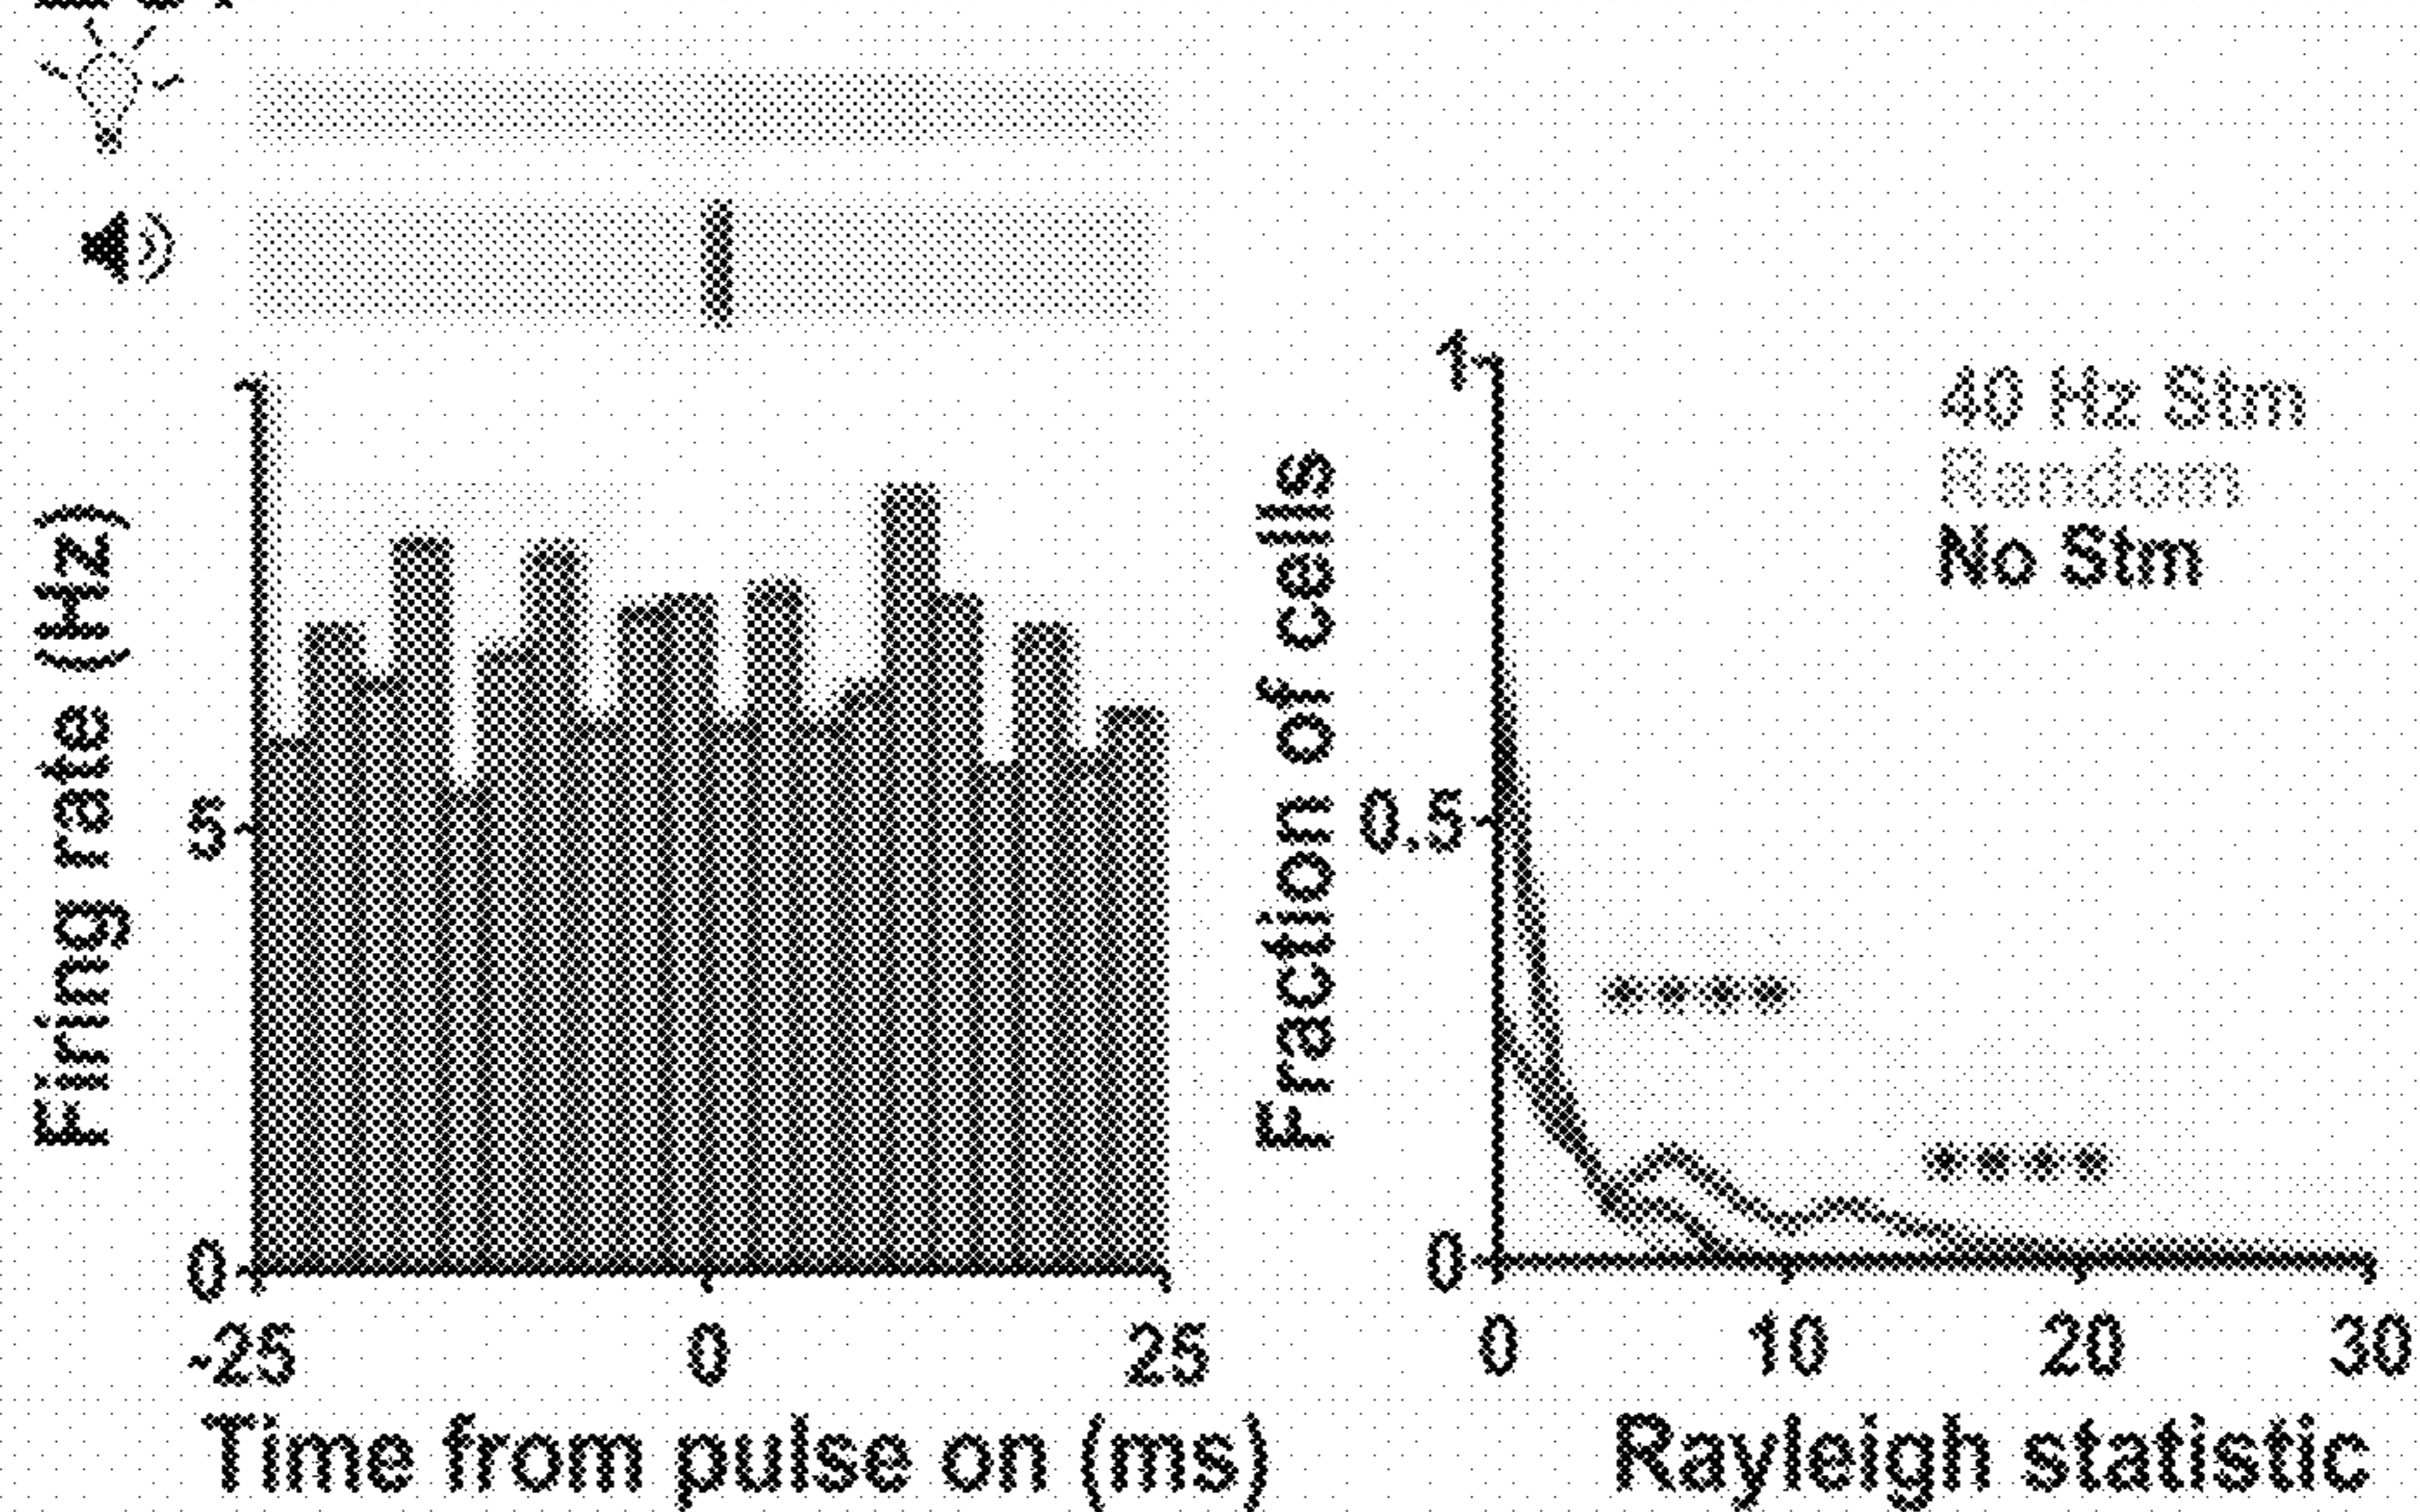 1
Firing rate (Hz)
5
0
-25 0 25
Time from pulse on (ms)
1
40 Hz Stm
Random
No Stm
Fraction of cells
0.5
****
****
0
0 10 20 30
Rayleigh statistic